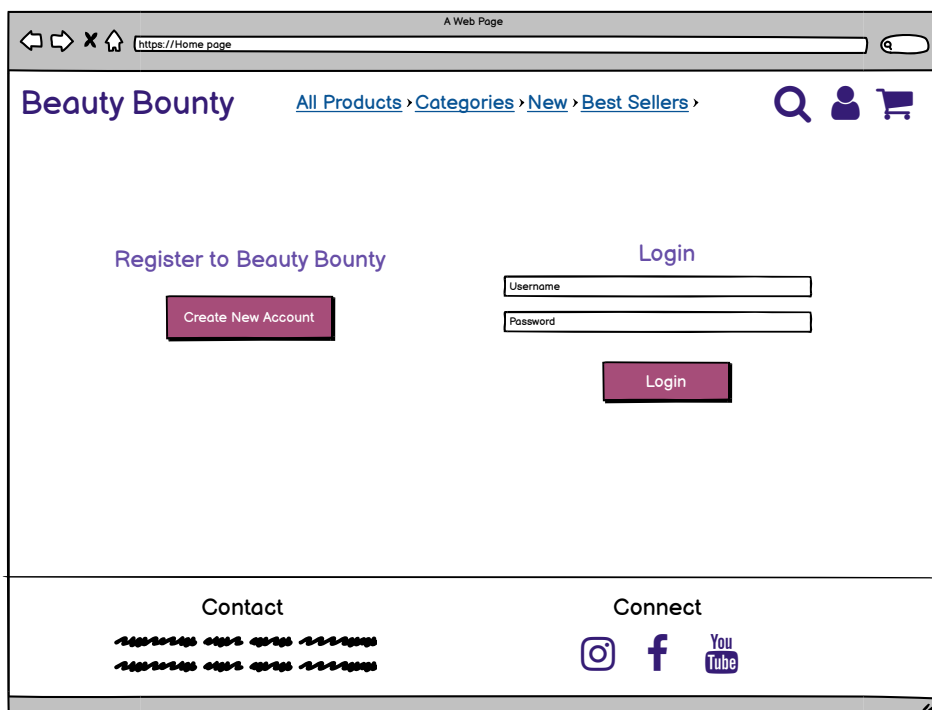 A Web Page
https://Home page
Beauty Bounty
All Products Categories New Best Sellers
Register to Beauty Bounty
Create New Account
Login
Username
Password
Login
Contact
Connect
You
Tube